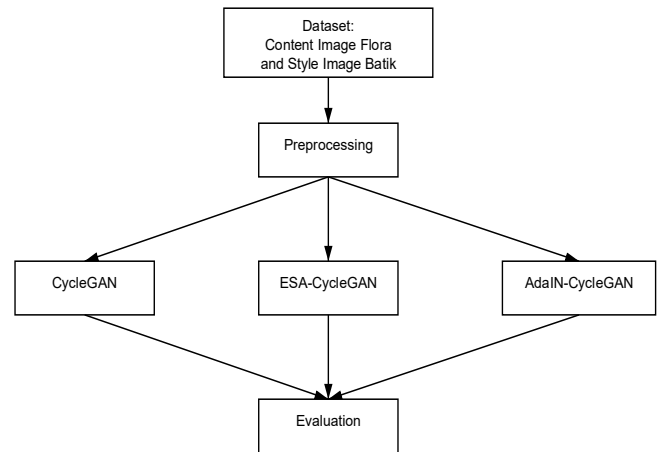 Dataset:
Content Image Flora
and Style Image Batik
Preprocessing
CycleGAN
ESA-CycleGAN
AdaIN-CycleGAN
Evaluation